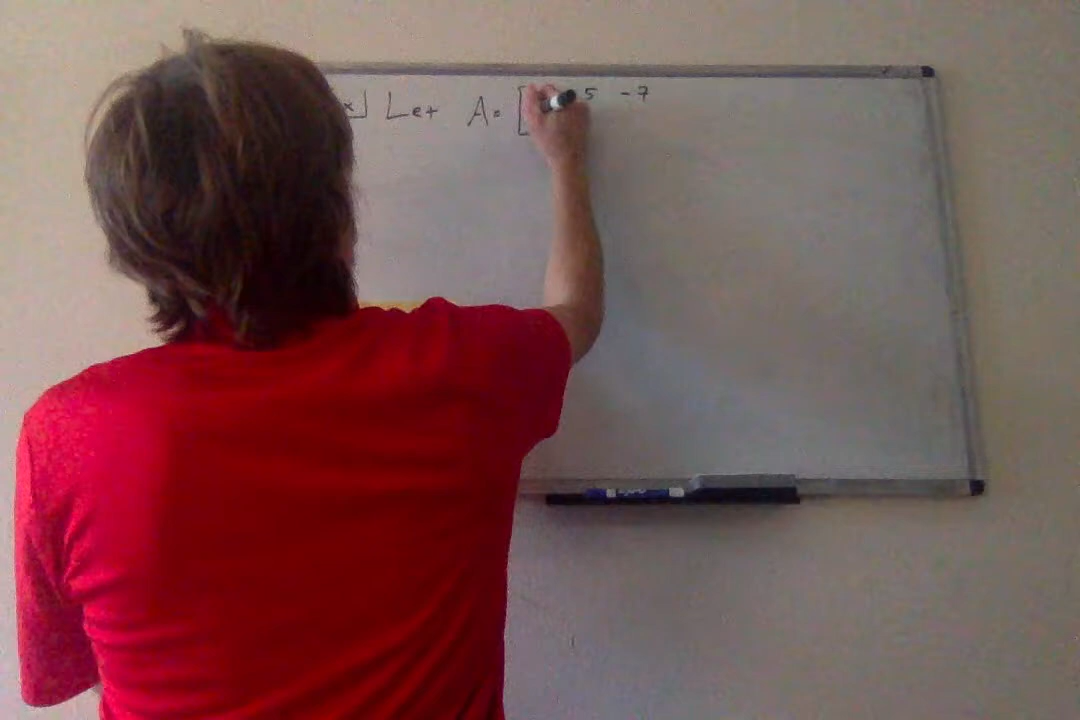 x] Let A = [ 5 -7